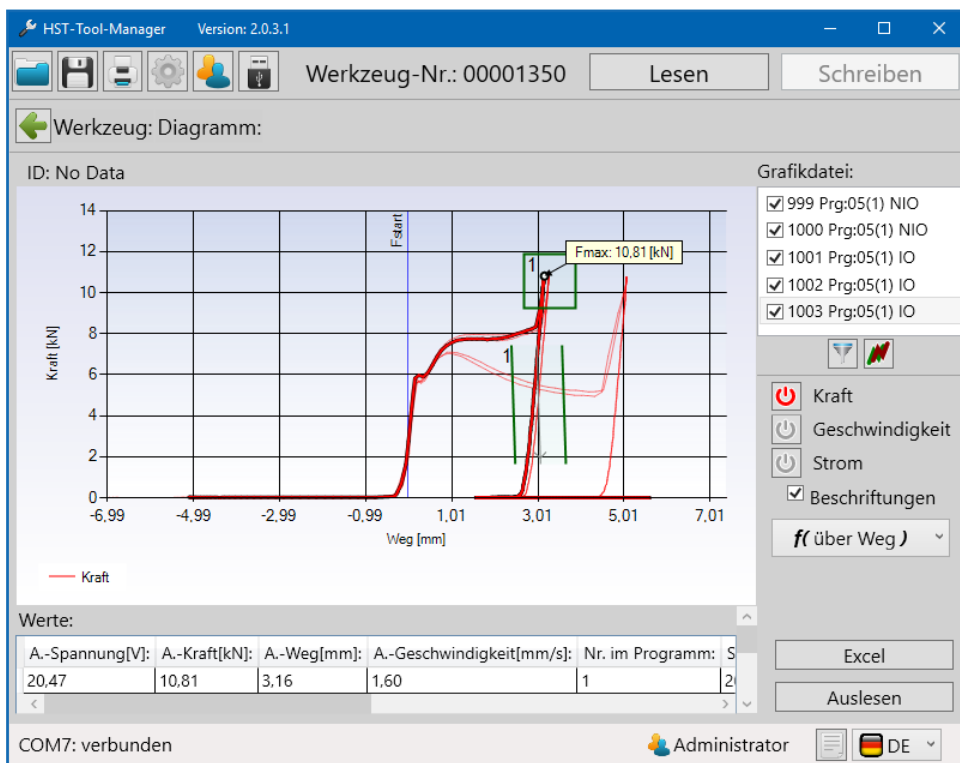 HST-Tool-Manager Version: 2.0.3.1
Werkzeug-Nr.: 00001350 Lesen Schreiben
Werkzeug: Diagramm:
ID: No Data
Grafikdatei:
999 Prg:05(1) NIO
1000 Prg:05(1) NIO
1001 Prg:05(1) IO
1002 Prg:05(1) IO
1003 Prg:05(1) IO
Kraft
Geschwindigkeit
Strom
Beschriftungen
f( über Weg )
14
12
10
8
6
4
2
0
Kraft [kN]
Fstart
1
Fmax: 10,81 [kN]
1
-6,99 -4,99 -2,99 -0,99 1,01 3,01 5,01 7,01
Weg [mm]
Kraft
Werte:
A.-Spannung[V]: A.-Kraft[kN]: A.-Weg[mm]: A.-Geschwindigkeit[mm/s]: Nr. im Programm: S
20,47 10,81 3,16 1,60 1 2
Excel
Auslesen
COM7: verbunden Administrator DE